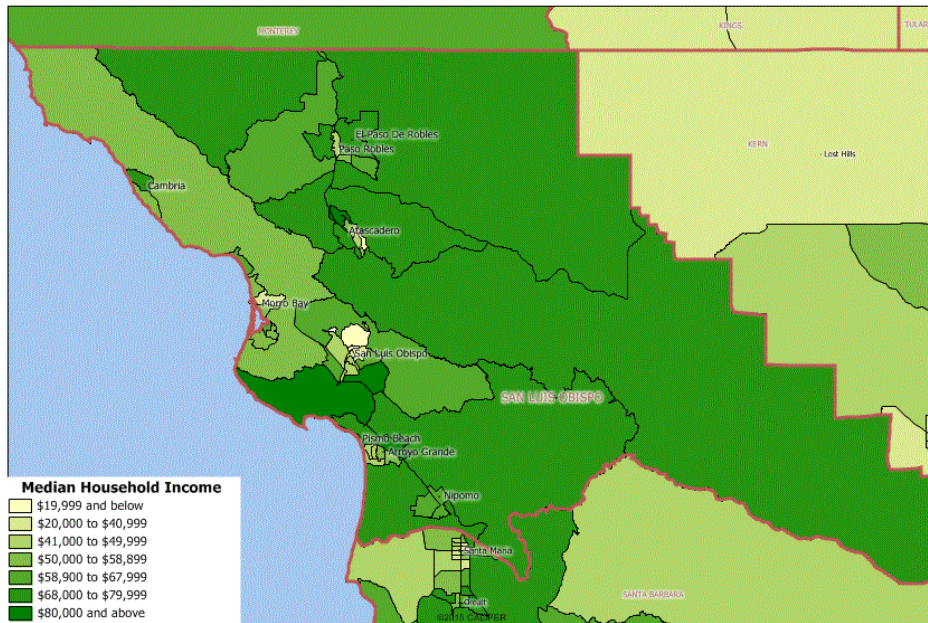 MONTEREY
KINGS
TULAR
El Paso De Robles
Paso Robles
KERN
Lost Hills
Cambria
Atascadero
Morro Bay
San Luis Obispo
SAN LUIS OBISPO
Pismo Beach
Arroyo Grande
Nipomo
Santa Maria
Orcutt
SANTA BARBARA
©2015 CALIPER
Median Household Income
$19,999 and below
$20,000 to $40,999
$41,000 to $49,999
$50,000 to $58,899
$58,900 to $67,999
$68,000 to $79,999
$80,000 and above